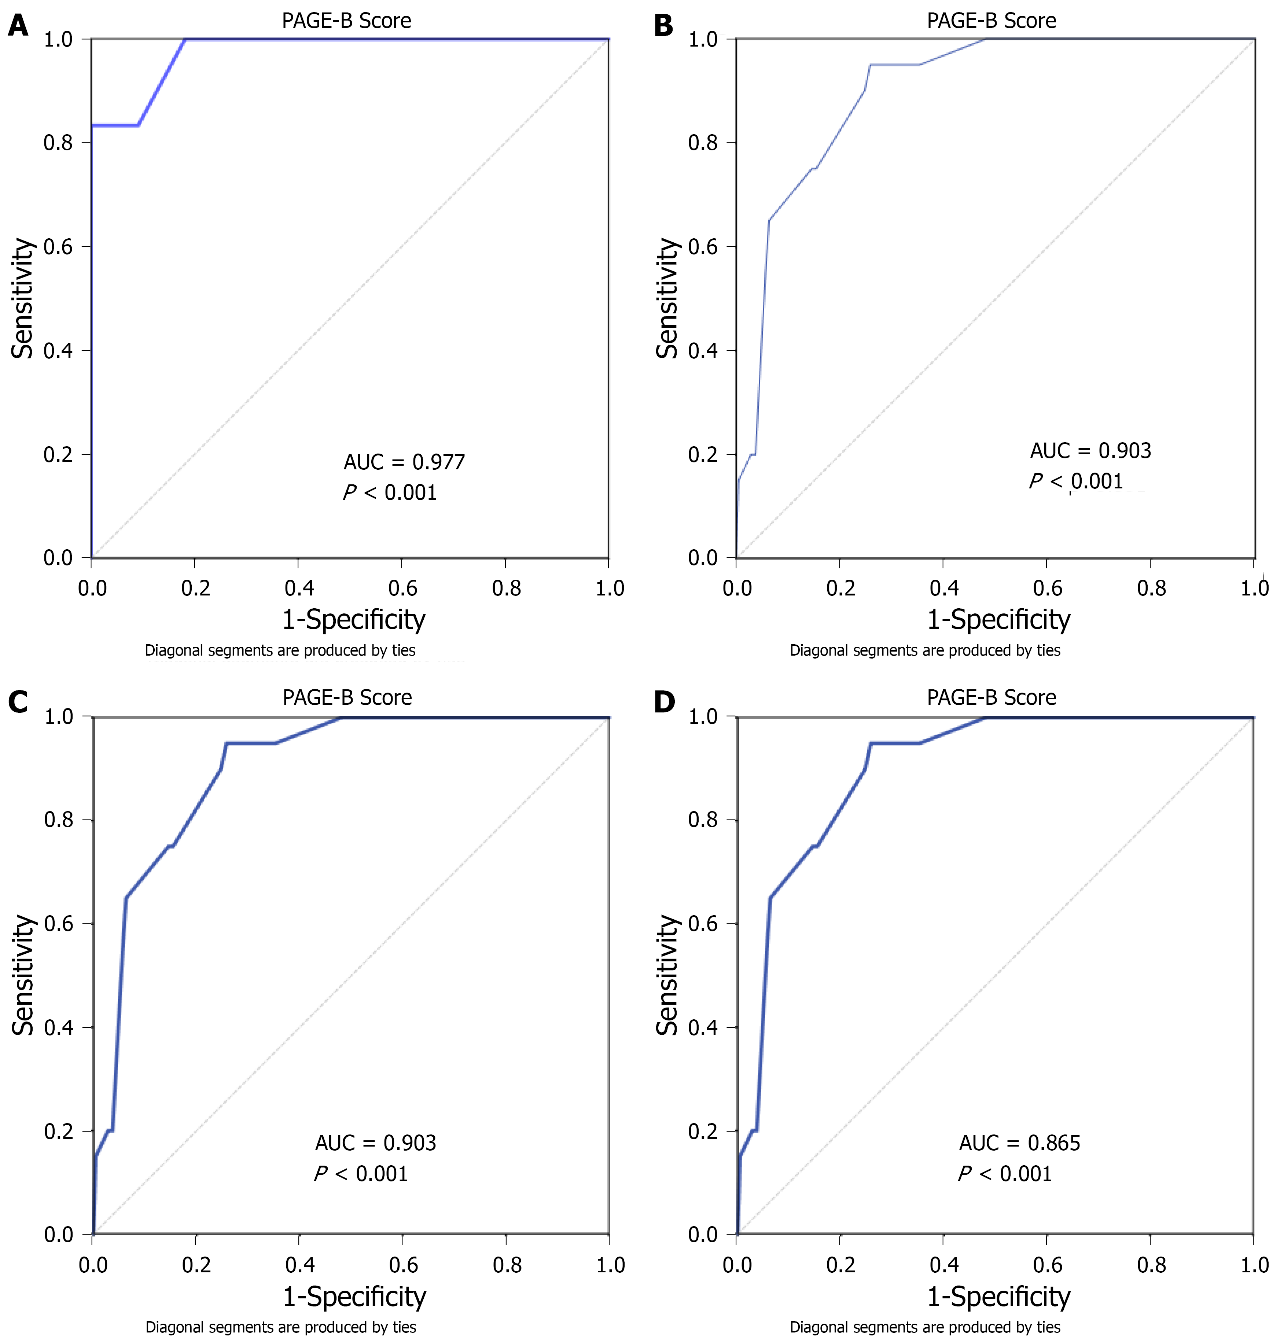 A
PAGE-B Score
1.0
0.8
0.6
0.4
0.2
0.0
Sensitivity
AUC = 0.977
P < 0.001
0.0 0.2 0.4 0.6 0.8 1.0
1-Specificity
Diagonal segments are produced by ties
B
PAGE-B Score
1.0
0.8
0.6
0.4
0.2
0.0
Sensitivity
AUC = 0.903
P < 0.001
0.0 0.2 0.4 0.6 0.8 1.0
1-Specificity
Diagonal segments are produced by ties
C
PAGE-B Score
1.0
0.8
0.6
0.4
0.2
0.0
Sensitivity
AUC = 0.903
P < 0.001
0.0 0.2 0.4 0.6 0.8 1.0
1-Specificity
Diagonal segments are produced by ties
D
PAGE-B Score
1.0
0.8
0.6
0.4
0.2
0.0
Sensitivity
AUC = 0.865
P < 0.001
0.0 0.2 0.4 0.6 0.8 1.0
1-Specificity
Diagonal segments are produced by ties